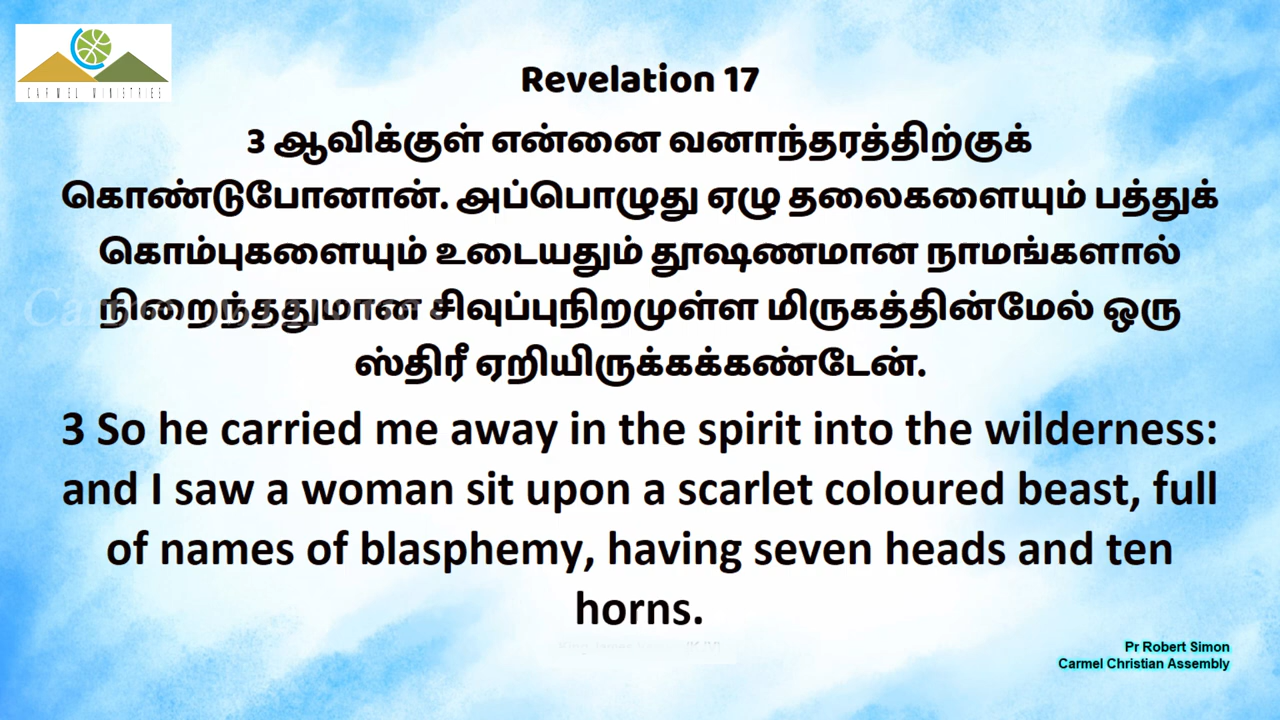 CARMEL MINISTRIES
Revelation 17
3 ஆவிக்குள் என்னை வனாந்தரத்திற்குக்
கொண்டுபோனான். அப்பொழுது ஏழு தலைகளையும் பத்துக்
கொம்புகளையும் உடையதும் தூஷணமான நாமங்களால்
நிறைந்ததுமான சிவுப்புநிறமுள்ள மிருகத்தின்மேல் ஒரு
ஸ்திரீ ஏறியிருக்கக்கண்டேன்.
3 So he carried me away in the spirit into the wilderness:
and I saw a woman sit upon a scarlet coloured beast, full
of names of blasphemy, having seven heads and ten
horns.
Pr Robert Simon
Carmel Christian Assembly